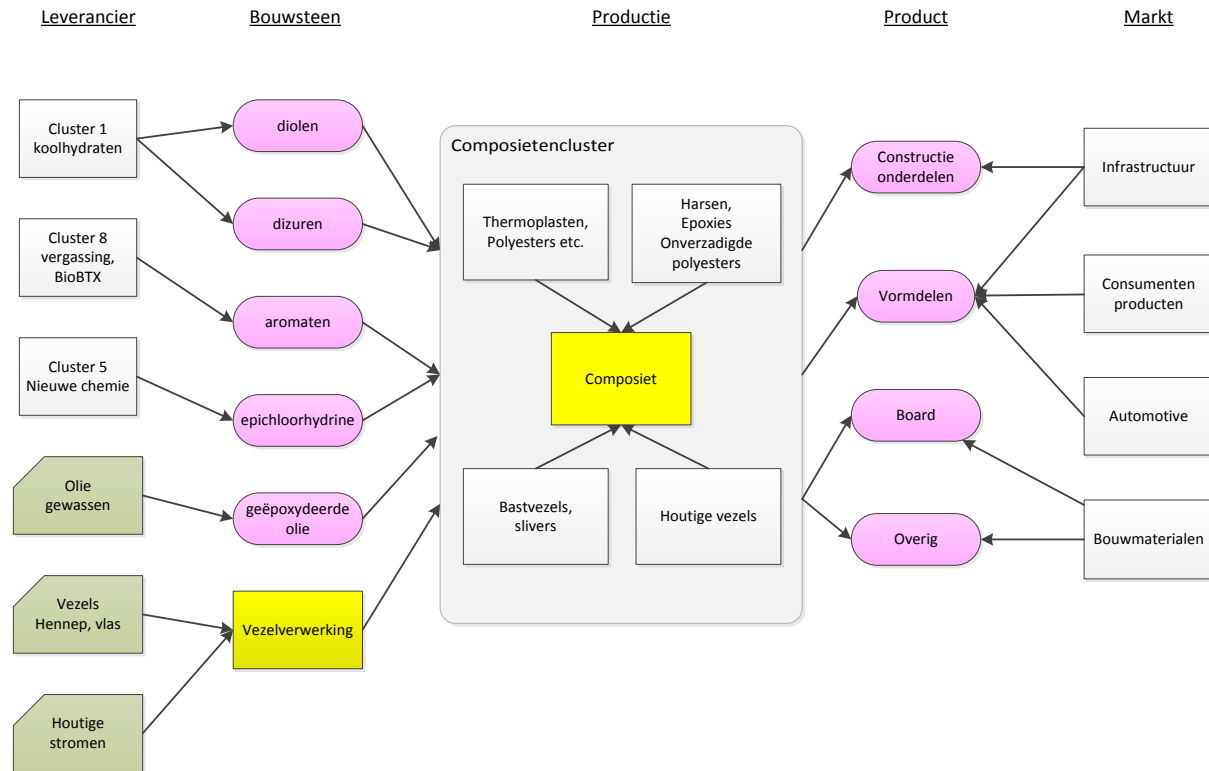 Leverancier
Bouwsteen
Productie
Product
Markt
Cluster 1
koolhydraten
Cluster 8
vergassing,
BioBTX
Cluster 5
Nieuwe chemie
Olie
gewassen
Vezels
Hennep, vlas
Houtige
stromen
diolen
dizuren
aromaten
epichloorhydrine
geëpoxydeerde
olie
Vezelverwerking
Composietencluster
Thermoplasten,
Polyesters etc.
Harsen,
Epoxies
Onverzadigde
polyesters
Composiet
Bastvezels,
slivers
Houtige vezels
Constructie
onderdelen
Vormdelen
Board
Overig
Infrastructuur
Consumenten
producten
Automotive
Bouwmaterialen